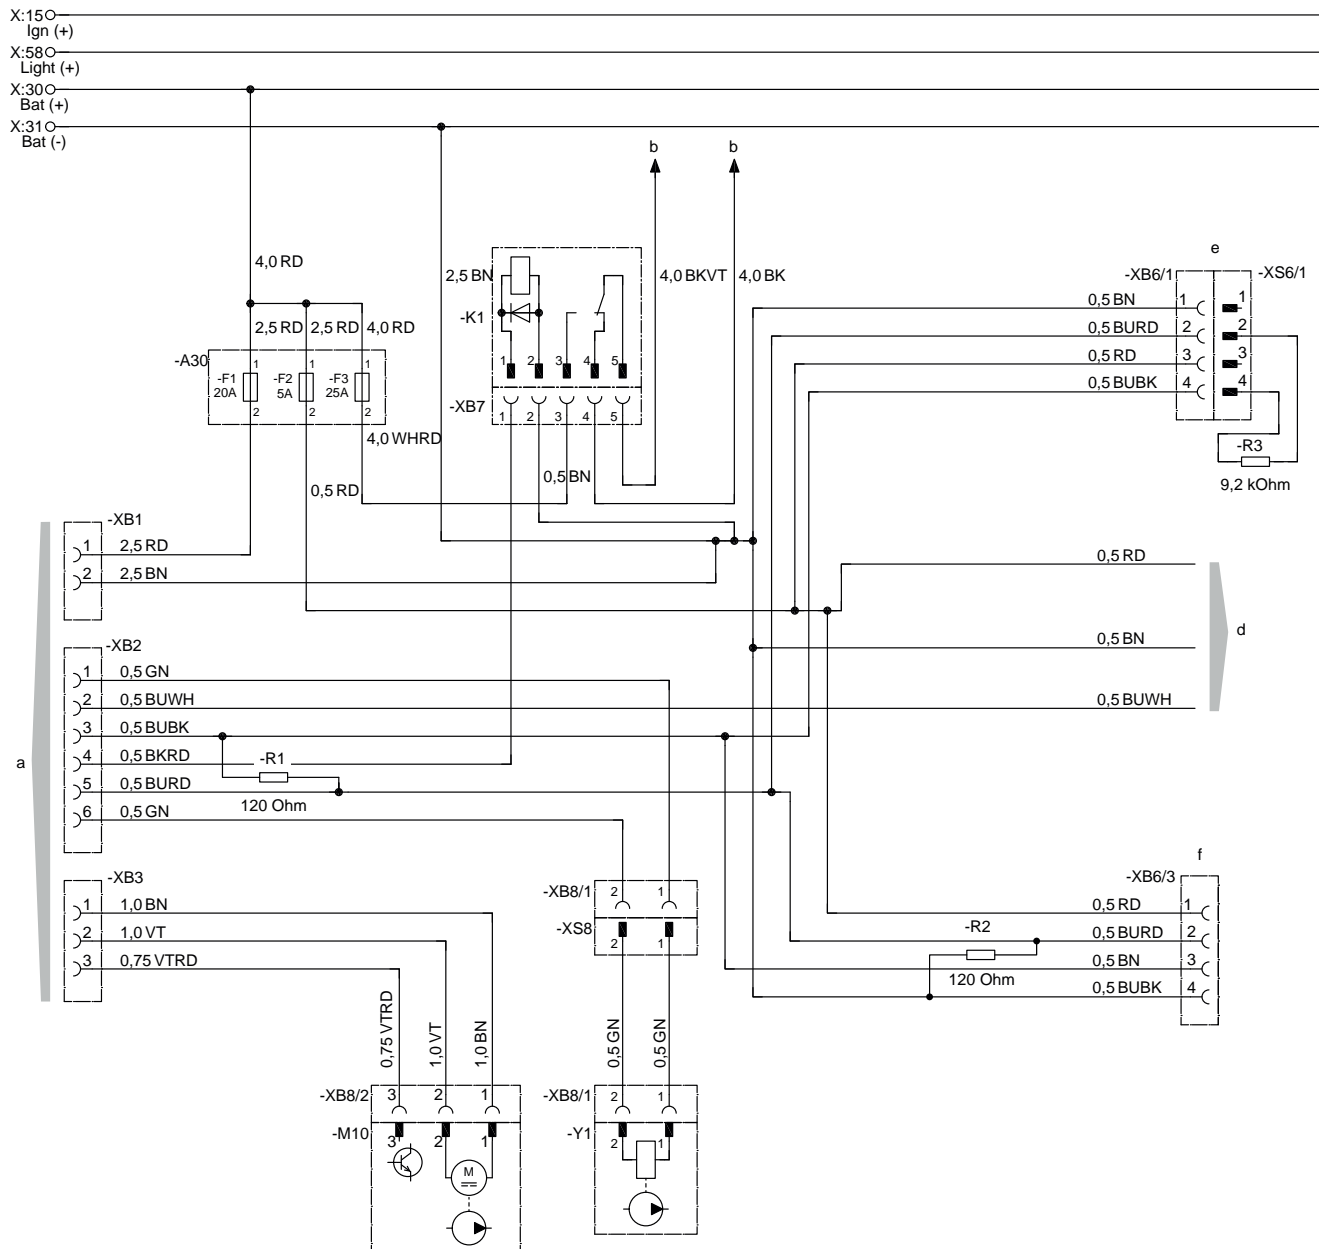 X:15
Ign (+)
X:58
Light (+)
X:30
Bat (+)
X:31
Bat (-)
b b
4,0 RD
2,5 BN
4,0 BKVT 4,0 BK
e
-XB6/1 -XS6/1
0,5 BN 1 1
0,5 BURD 2 2
0,5 RD 3 3
0,5 BUBK 4 4
-K1
2,5 RD 2,5 RD 4,0 RD
-A30
1 1 1
-F1 20A
-F2 5A
-F3 25A
2 2 2
1 2 3 4 5
-XB7
1 2 3 4 5
4,0 WHRD
-R3
9,2 kOhm
0,5 RD
0,5 BN
-XB1
1 2,5 RD
2 2,5 BN
0,5 RD
d
0,5 BN
0,5 BUWH
-XB2
1 0,5 GN
2 0,5 BUWH
3 0,5 BUBK
4 0,5 BKRD
5 0,5 BURD
6 0,5 GN
a
-R1
120 Ohm
-XB3
1 1,0 BN
2 1,0 VT
3 0,75 VTRD
-XB8/1 2 1
-XS8
2 1
f
-XB6/3
0,5 RD 1
0,5 BURD 2
0,5 BN 3
0,5 BUBK 4
-R2
120 Ohm
0,75 VTRD
1,0 VT
1,0 BN
0,5 GN
0,5 GN
-XB8/2 3 2 1
-M10
3 2 1
M
-XB8/1 2 1
-Y1
2 1